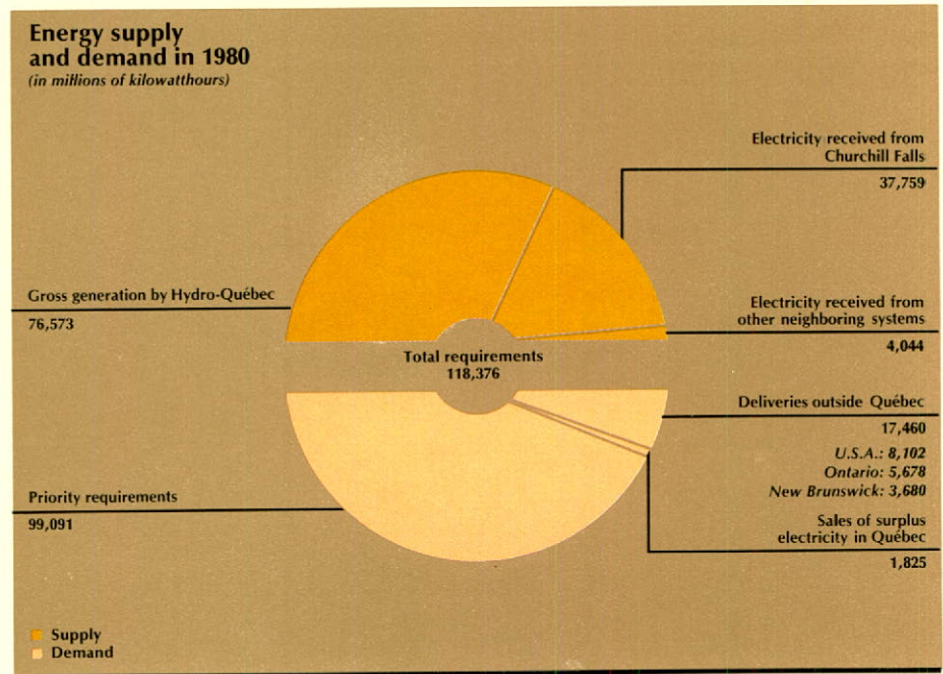 Energy supply
and demand in 1980
(in millions of kilowatthours)
Electricity received from
Churchill Falls
37,759
Gross generation by Hydro-Québec
76,573
Electricity received from
other neighboring systems
4,044
Total requirements
118,376
Deliveries outside Québec
17,460
U.S.A.: 8,102
Ontario: 5,678
New Brunswick: 3,680
Priority requirements
99,091
Sales of surplus
electricity in Québec
1,825
Supply
Demand